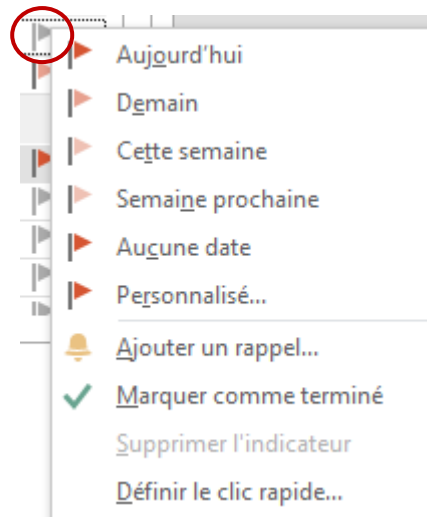 Aujourd'hui
Demain
Cette semaine
Semaine prochaine
Aucune date
Personnalisé...
Ajouter un rappel...
Marquer comme terminé
Supprimer l'indicateur
Définir le clic rapide...